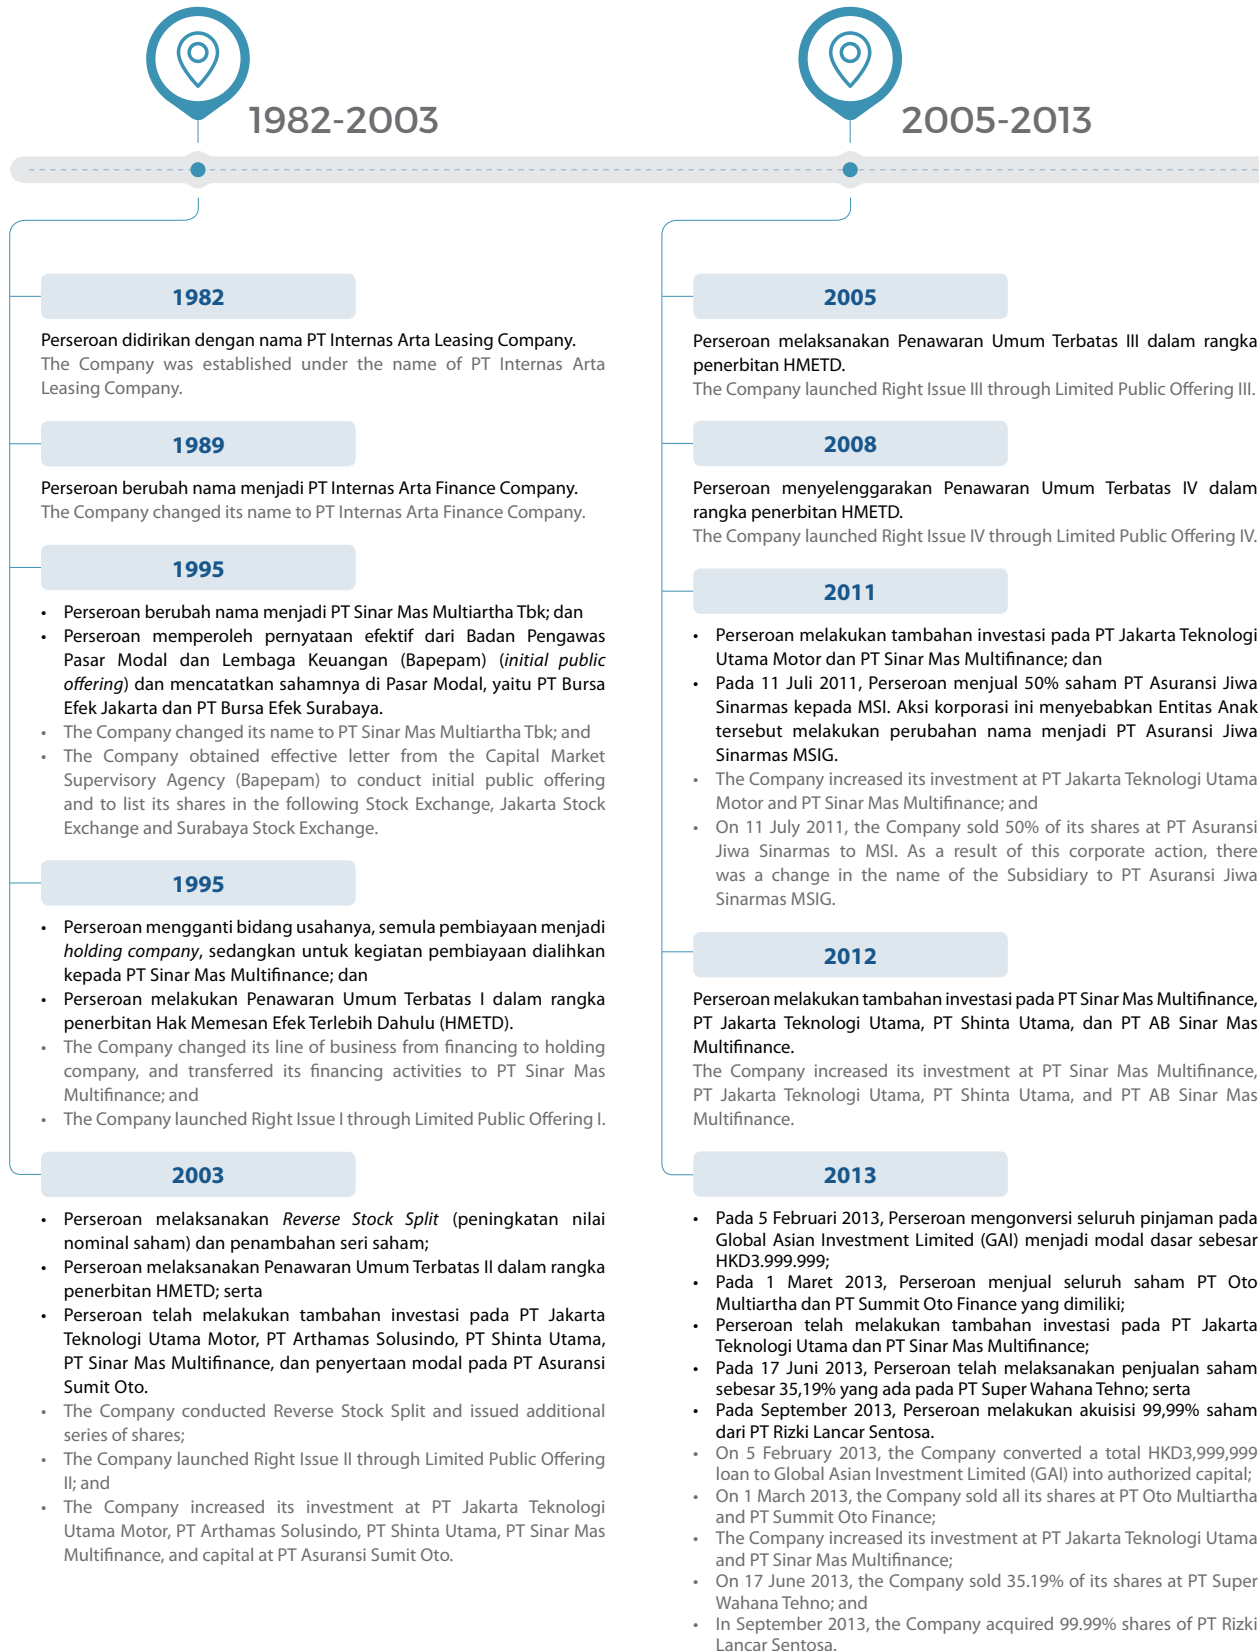 1982-2003
1982
Perseroan didirikan dengan nama PT Internas Arta Leasing Company.
The Company was established under the name of PT Internas Arta
Leasing Company.
1989
Perseroan berubah nama menjadi PT Internas Arta Finance Company.
The Company changed its name to PT Internas Arta Finance Company.
1995
• Perseroan berubah nama menjadi PT Sinar Mas Multiartha Tbk; dan
• Perseroan memperoleh pernyataan efektif dari Badan Pengawas
Pasar Modal dan Lembaga Keuangan (Bapepam) (initial public
offering) dan mencatatkan sahamnya di Pasar Modal, yaitu PT Bursa
Efek Jakarta dan PT Bursa Efek Surabaya.
• The Company changed its name to PT Sinar Mas Multiartha Tbk; and
• The Company obtained effective letter from the Capital Market
Supervisory Agency (Bapepam) to conduct initial public offering
and to list its shares in the following Stock Exchange, Jakarta Stock
Exchange and Surabaya Stock Exchange.
1995
• Perseroan mengganti bidang usahanya, semula pembiayaan menjadi
holding company, sedangkan untuk kegiatan pembiayaan dialihkan
kepada PT Sinar Mas Multifinance; dan
• Perseroan melakukan Penawaran Umum Terbatas I dalam rangka
penerbitan Hak Memesan Efek Terlebih Dahulu (HMETD).
• The Company changed its line of business from financing to holding
company, and transferred its financing activities to PT Sinar Mas
Multifinance; and
• The Company launched Right Issue I through Limited Public Offering I.
2003
• Perseroan melaksanakan Reverse Stock Split (peningkatan nilai
nominal saham) dan penambahan seri saham;
• Perseroan melaksanakan Penawaran Umum Terbatas II dalam rangka
penerbitan HMETD; serta
• Perseroan telah melakukan tambahan investasi pada PT Jakarta
Teknologi Utama Motor, PT Arthamas Solusindo, PT Shinta Utama,
PT Sinar Mas Multifinance, dan penyertaan modal pada PT Asuransi
Sumit Oto.
• The Company conducted Reverse Stock Split and issued additional
series of shares;
• The Company launched Right Issue II through Limited Public Offering
II; and
• The Company increased its investment at PT Jakarta Teknologi
Utama Motor, PT Arthamas Solusindo, PT Shinta Utama, PT Sinar Mas
Multifinance, and capital at PT Asuransi Sumit Oto.
2005-2013
2005
Perseroan melaksanakan Penawaran Umum Terbatas III dalam rangka
penerbitan HMETD.
The Company launched Right Issue III through Limited Public Offering III.
2008
Perseroan menyelenggarakan Penawaran Umum Terbatas IV dalam
rangka penerbitan HMETD.
The Company launched Right Issue IV through Limited Public Offering IV.
2011
• Perseroan melakukan tambahan investasi pada PT Jakarta Teknologi
Utama Motor dan PT Sinar Mas Multifinance; dan
• Pada 11 Juli 2011, Perseroan menjual 50% saham PT Asuransi Jiwa
Sinarmas kepada MSI. Aksi korporasi ini menyebabkan Entitas Anak
tersebut melakukan perubahan nama menjadi PT Asuransi Jiwa
Sinarmas MSIG.
• The Company increased its investment at PT Jakarta Teknologi Utama
Motor and PT Sinar Mas Multifinance; and
• On 11 July 2011, the Company sold 50% of its shares at PT Asuransi
Jiwa Sinarmas to MSI. As a result of this corporate action, there
was a change in the name of the Subsidiary to PT Asuransi Jiwa
Sinarmas MSIG.
2012
Perseroan melakukan tambahan investasi pada PT Sinar Mas Multifinance,
PT Jakarta Teknologi Utama, PT Shinta Utama, dan PT AB Sinar Mas
Multifinance.
The Company increased its investment at PT Sinar Mas Multifinance,
PT Jakarta Teknologi Utama, PT Shinta Utama, and PT AB Sinar Mas
Multifinance.
2013
• Pada 5 Februari 2013, Perseroan mengonversi seluruh pinjaman pada
Global Asian Investment Limited (GAI) menjadi modal dasar sebesar
HKD3.999.999;
• Pada 1 Maret 2013, Perseroan menjual seluruh saham PT Oto
Multiartha dan PT Summit Oto Finance yang dimiliki;
• Perseroan telah melakukan tambahan investasi pada PT Jakarta
Teknologi Utama dan PT Sinar Mas Multifinance;
• Pada 17 Juni 2013, Perseroan telah melaksanakan penjualan saham
sebesar 35,19% yang ada pada PT Super Wahana Tehno; serta
• Pada September 2013, Perseroan melakukan akuisisi 99,99% saham
dari PT Rizki Lancar Sentosa.
• On 5 February 2013, the Company converted a total HKD3,999,999
loan to Global Asian Investment Limited (GAI) into authorized capital;
• On 1 March 2013, the Company sold all its shares at PT Oto Multiartha
and PT Summit Oto Finance;
• The Company increased its investment at PT Jakarta Teknologi Utama
and PT Sinar Mas Multifinance;
• On 17 June 2013, the Company sold 35.19% of its shares at PT Super
Wahana Tehno; and
• In September 2013, the Company acquired 99.99% shares of PT Rizki
Lancar Sentosa.